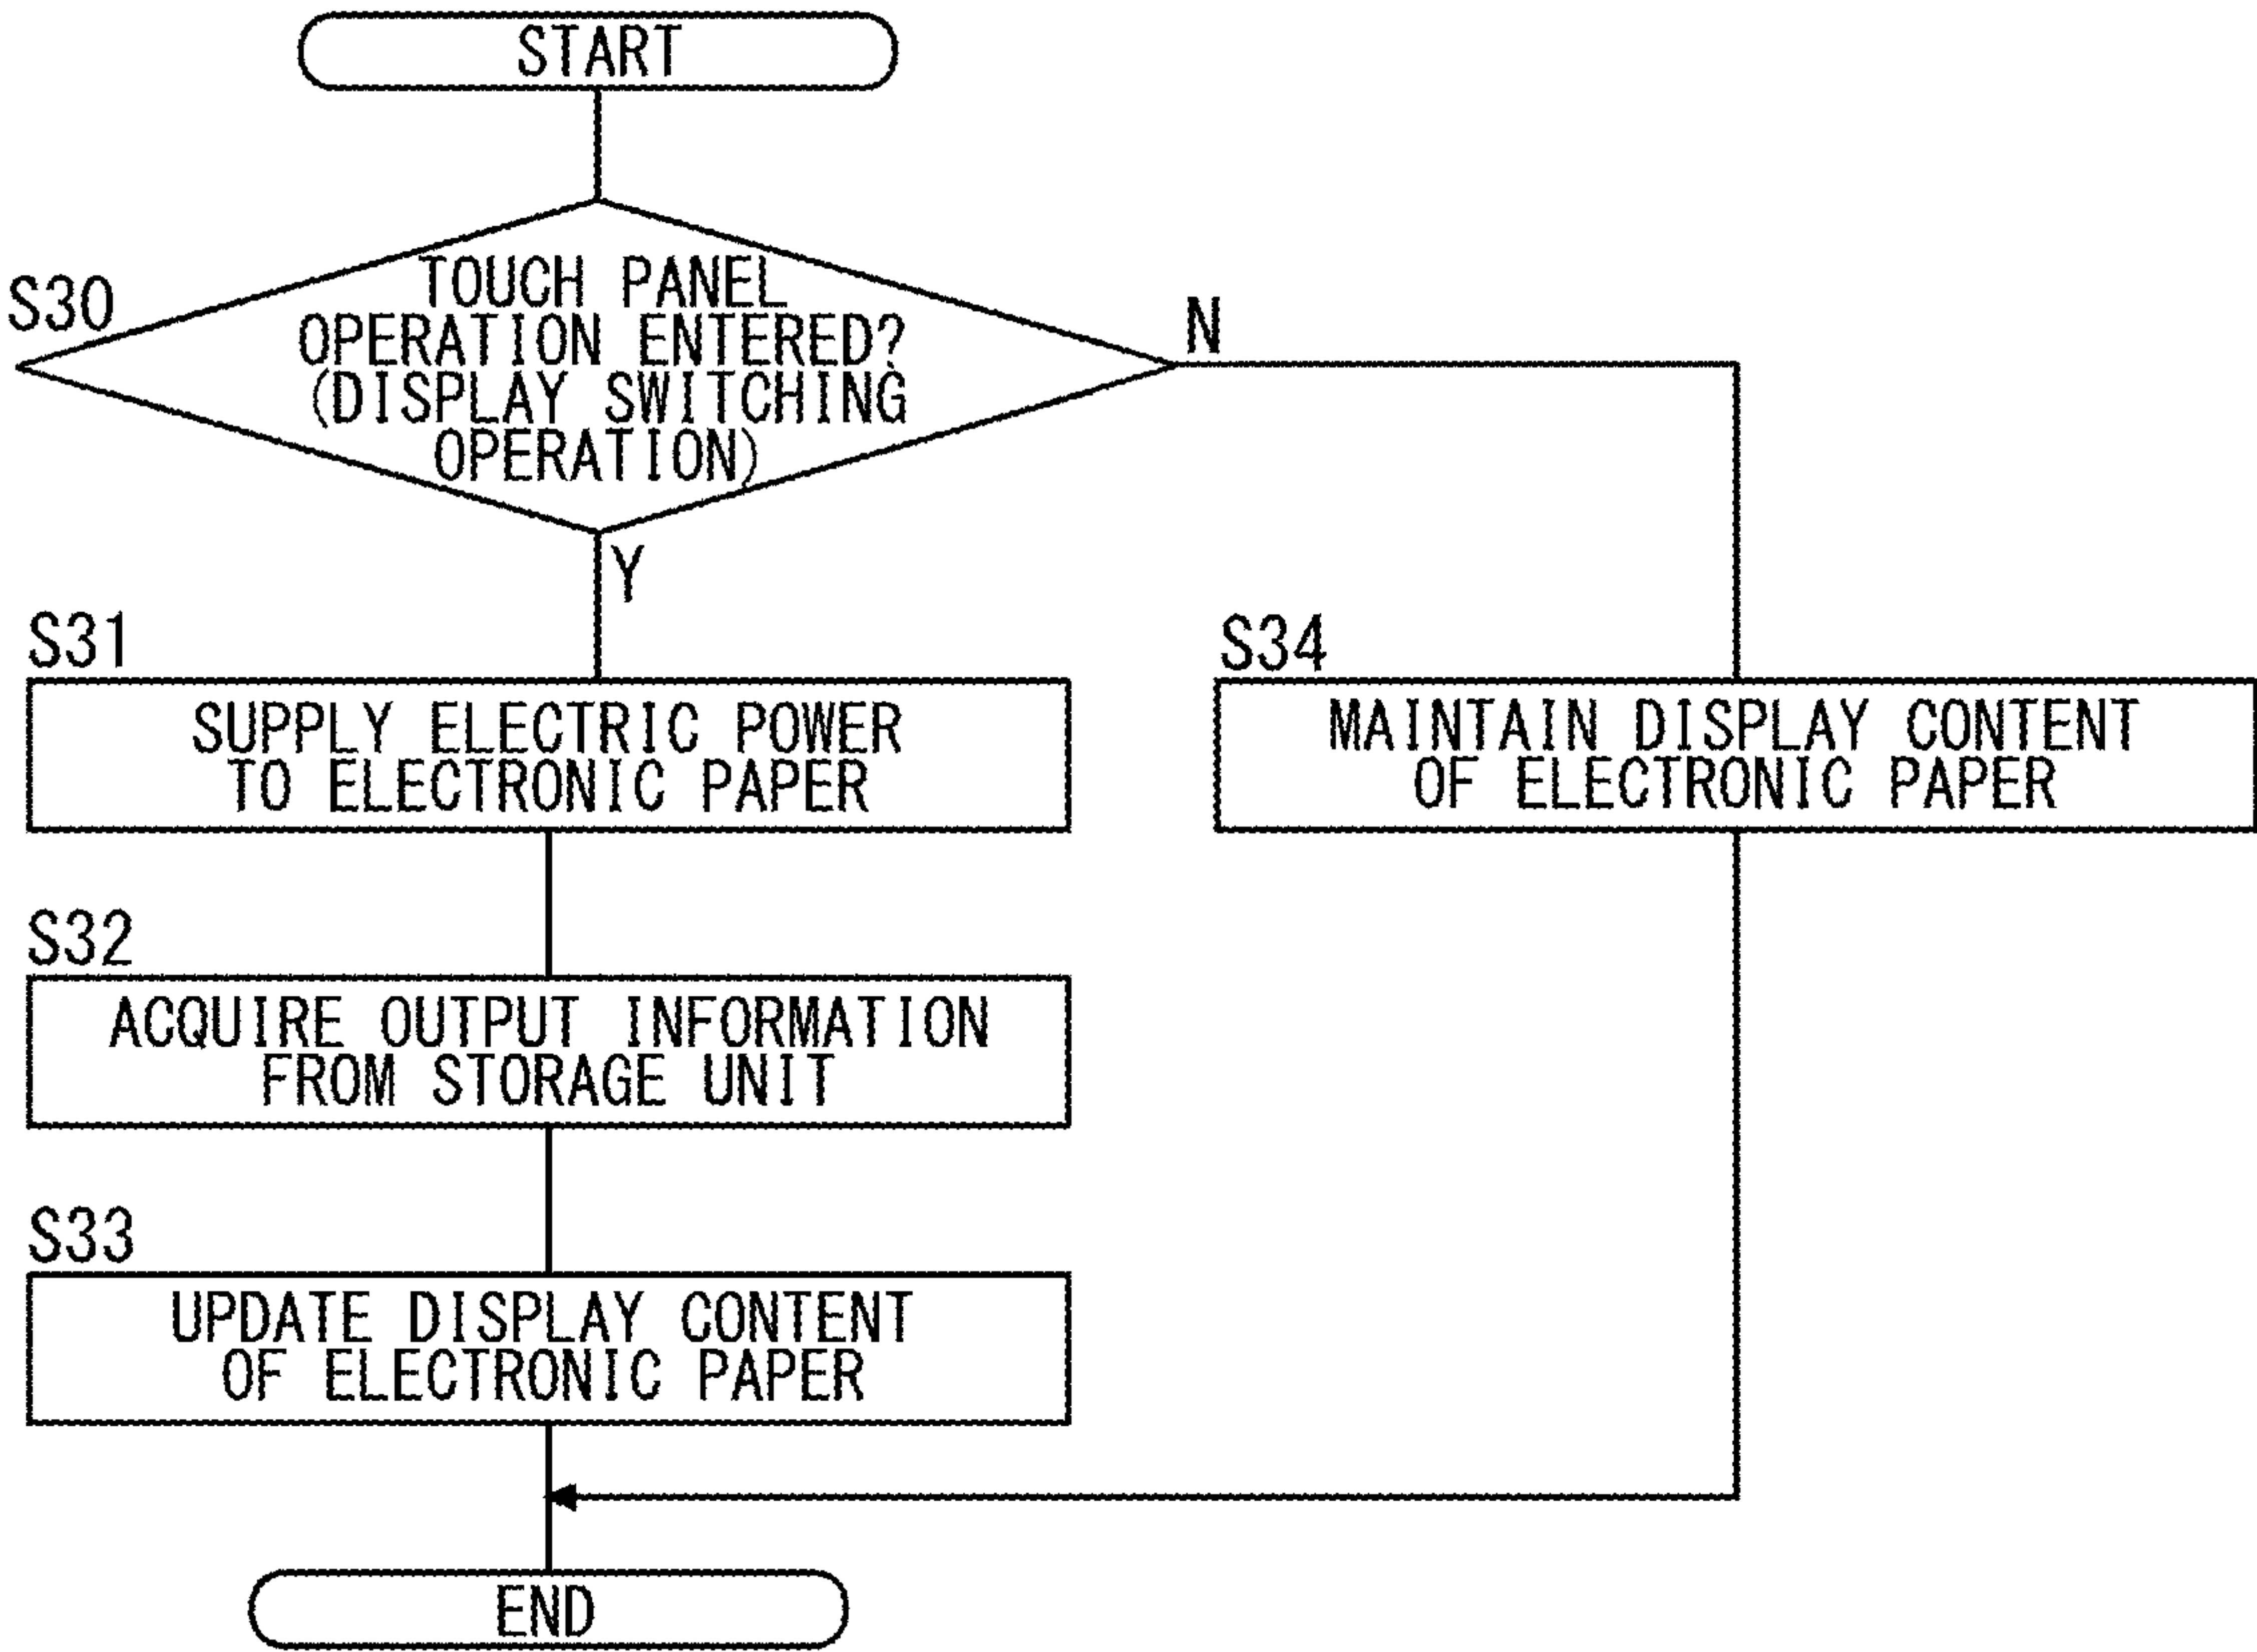 START
S30
TOUCH PANEL
OPERATION ENTERED?
(DISPLAY SWITCHING
OPERATION)
N
Y
S31
SUPPLY ELECTRIC POWER
TO ELECTRONIC PAPER
S34
MAINTAIN DISPLAY CONTENT
OF ELECTRONIC PAPER
S32
ACQUIRE OUTPUT INFORMATION
FROM STORAGE UNIT
S33
UPDATE DISPLAY CONTENT
OF ELECTRONIC PAPER
END